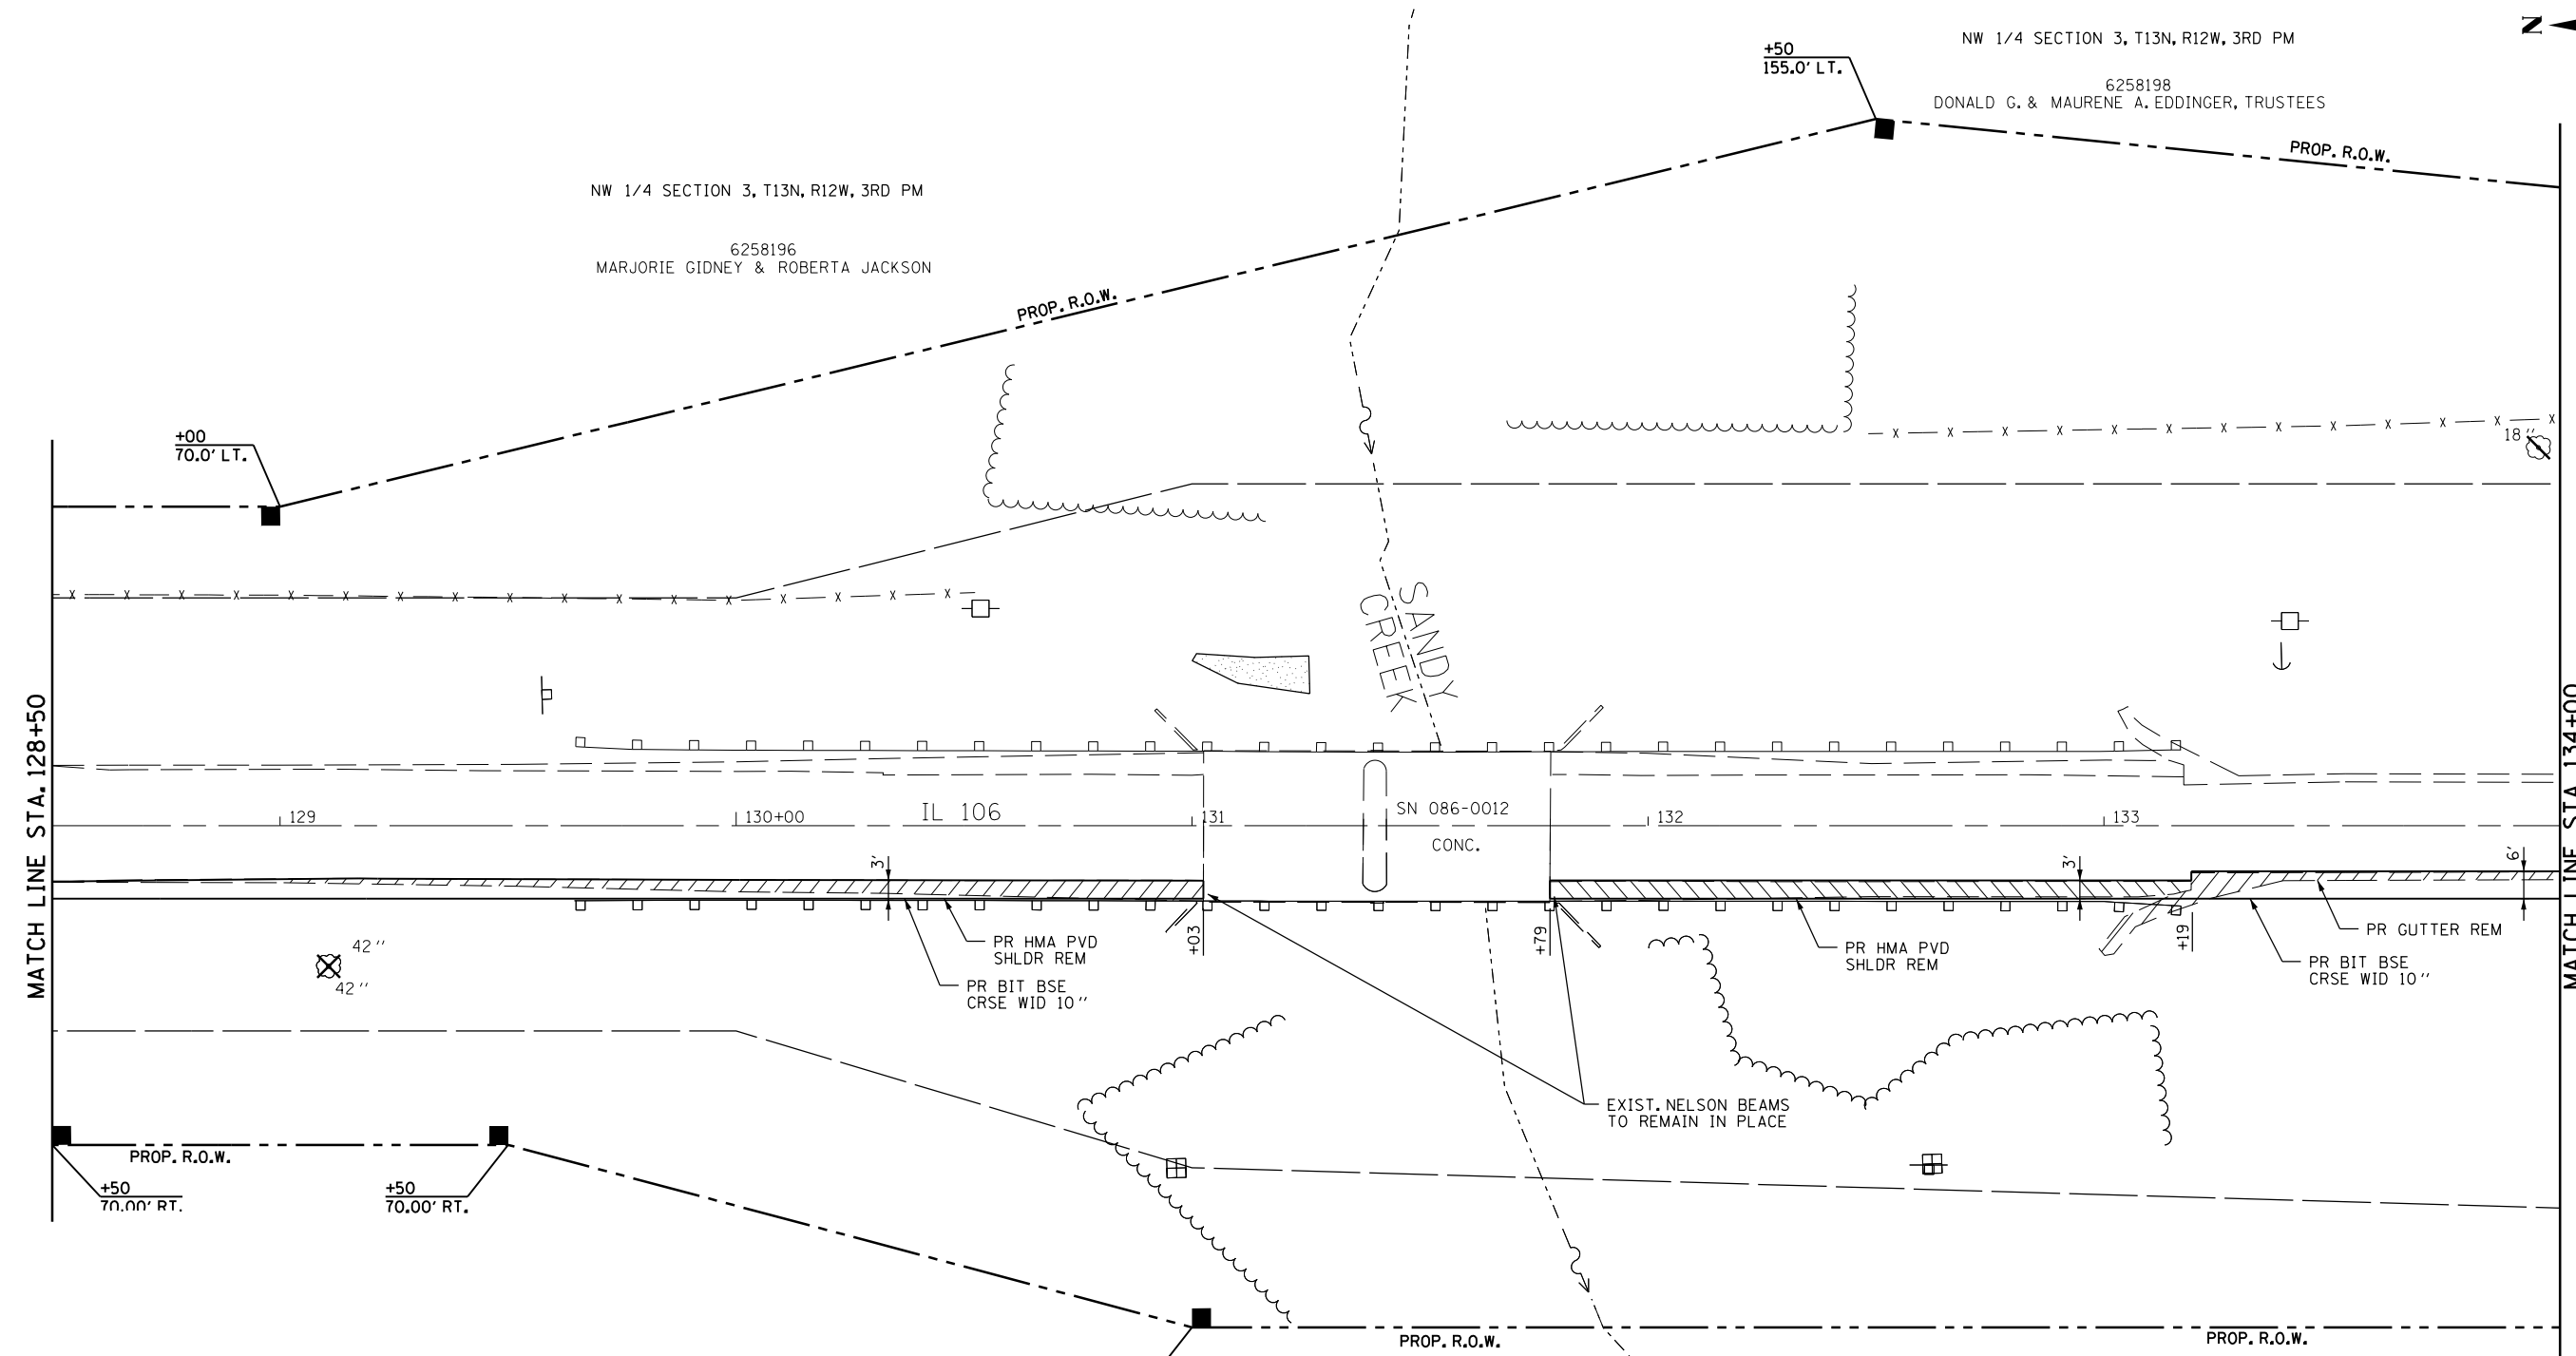 N
NW 1/4 SECTION 3, T13N, R12W, 3RD PM
+50
155.0' LT.
6258198
DONALD G. & MAURENE A. EDDINGER, TRUSTEES
PROP. R.O.W.
NW 1/4 SECTION 3, T13N, R12W, 3RD PM
6258196
MARJORIE GIDNEY & ROBERTA JACKSON
PROP. R.O.W.
+00
70.0' LT.
18"
SANDY
CREEK
MATCH LINE STA. 128+50
MATCH LINE STA. 134+00
129
130+00
IL 106
131
SN 086-0012
CONC.
132
133
3'
3'
6'
+03
+79
+19
42"
42"
PR HMA PVD
SHLDR REM
PR BIT BSE
CRSE WID 10"
PR HMA PVD
SHLDR REM
PR GUTTER REM
PR BIT BSE
CRSE WID 10"
EXIST. NELSON BEAMS
TO REMAIN IN PLACE
PROP. R.O.W.
+50
70.00' RT.
+50
70.00' RT.
PROP. R.O.W.
PROP. R.O.W.